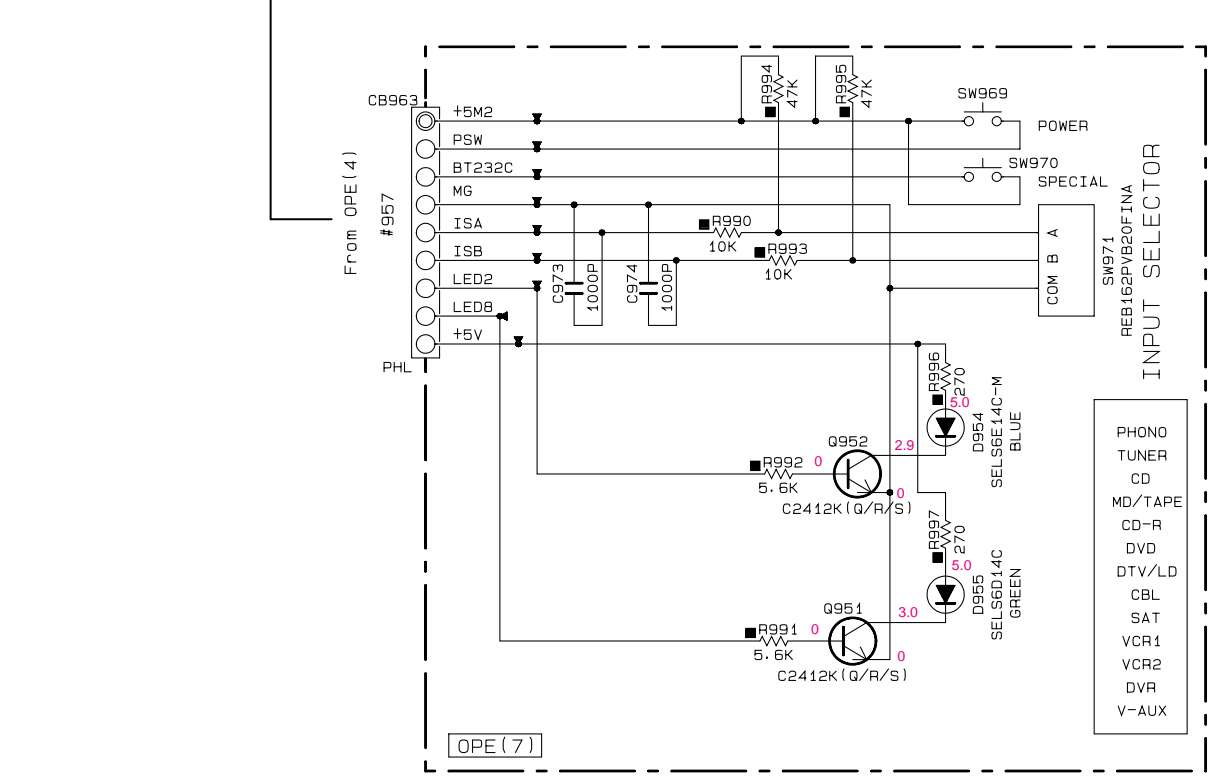 CB963
+5M2
PSW
BT232C
MG
ISA
ISB
LED2
LED8
+5V
PHL
From OPE(4)
#957
R994
47K
R995
47K
SW969
POWER
SW970
SPECIAL
R990
10K
R993
10K
C973
1000P
C974
1000P
A
B
COM
SW971
REB162PVB20FINA
INPUT SELECTOR
R996
270
5.0
D954
SELS6E14C-M
BLUE
Q952
2.9
R992
0
5.6K
0
C2412K(Q/R/S)
R997
270
5.0
D955
SELS6D14C
GREEN
Q951
3.0
R991
0
5.6K
0
C2412K(Q/R/S)
PHONO
TUNER
CD
MD/TAPE
CD-R
DVD
DTV/LD
CBL
SAT
VCR1
VCR2
DVR
V-AUX
OPE(7)